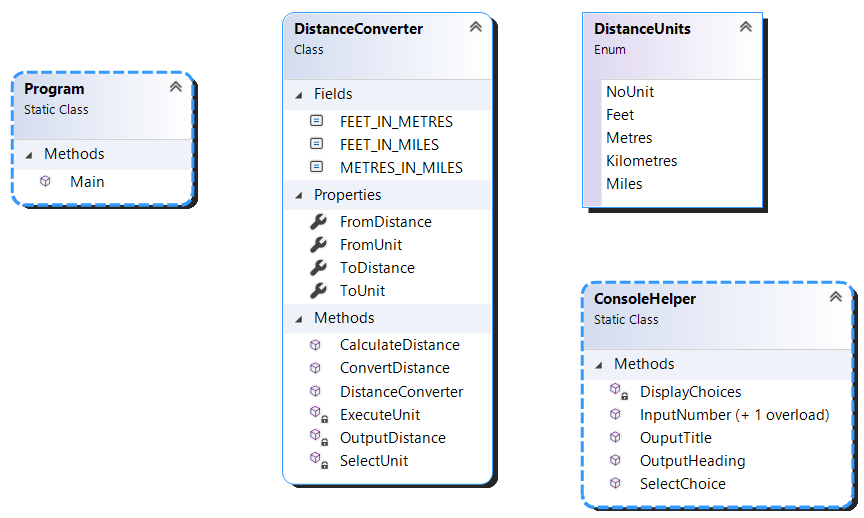 Program
Static Class
Methods
Main
DistanceConverter
Class
Fields
FEET_IN_METRES
FEET_IN_MILES
METRES_IN_MILES
Properties
FromDistance
FromUnit
ToDistance
ToUnit
Methods
CalculateDistance
ConvertDistance
DistanceConverter
ExecuteUnit
OutputDistance
SelectUnit
DistanceUnits
Enum
NoUnit
Feet
Metres
Kilometres
Miles
ConsoleHelper
Static Class
Methods
DisplayChoices
InputNumber (+ 1 overload)
OuputTitle
OutputHeading
SelectChoice